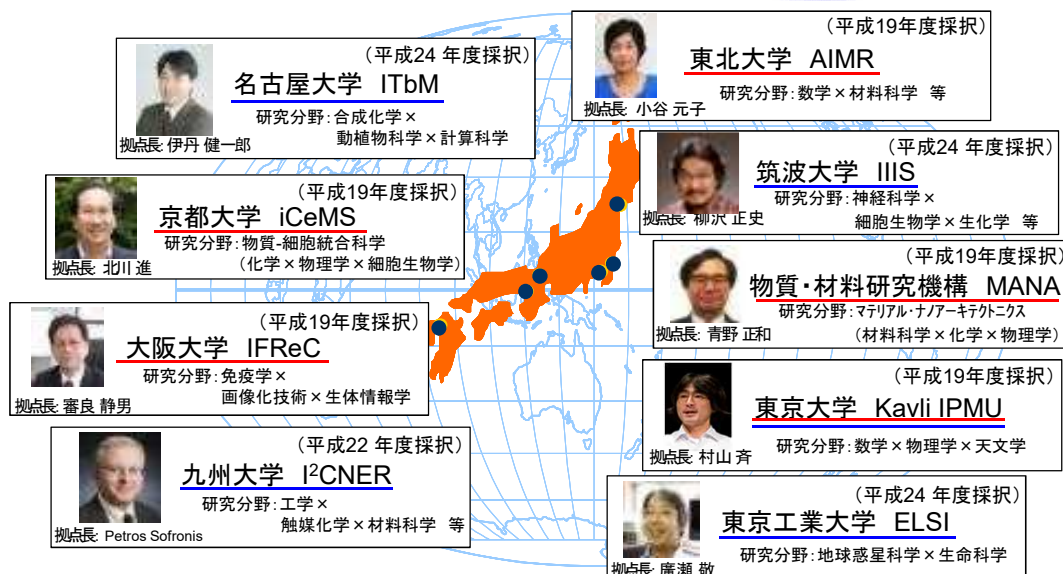 （平成24 年度採択）
名古屋大学 ITbM
研究分野：合成化学×
動植物科学×計算科学
拠点長: 伊丹 健一郎
（平成19年度採択）
京都大学 iCeMS
研究分野：物質-細胞統合科学
（化学×物理学×細胞生物学）
拠点長: 北川 進
（平成19年度採択）
大阪大学 IFReC
研究分野：免疫学×
画像化技術×生体情報学
拠点長: 審良 静男
（平成22 年度採択）
九州大学 I²CNER
研究分野：工学×
触媒化学×材料科学 等
拠点長: Petros Sofronis
（平成19年度採択）
東北大学 AIMR
研究分野：数学×材料科学 等
拠点長: 小谷 元子
（平成24 年度採択）
筑波大学 IIIS
研究分野：神経科学×
細胞生物学×生化学 等
拠点長: 柳沢 正史
（平成19年度採択）
物質・材料研究機構 MANA
研究分野：マテリアル・ナノアーキテクトニクス
（材料科学×化学×物理学）
拠点長: 青野 正和
（平成19年度採択）
東京大学 Kavli IPMU
研究分野：数学×物理学×天文学
拠点長: 村山 斉
（平成24 年度採択）
東京工業大学 ELSI
研究分野：地球惑星科学×生命科学
拠点長: 廣瀬 敬